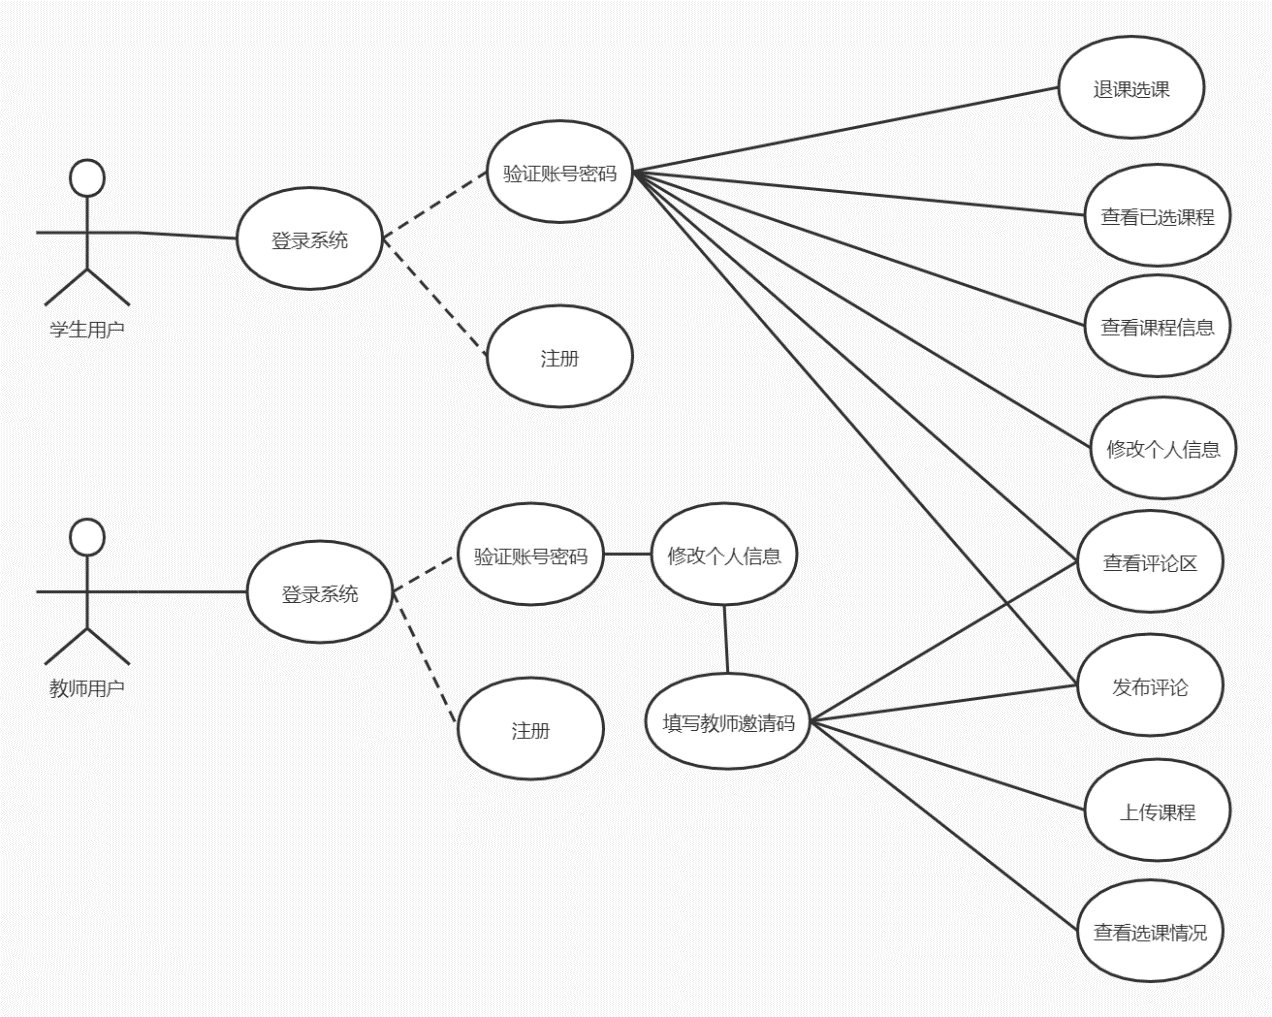 退课选课
验证账号密码
查看已选课程
登录系统
学生用户
查看课程信息
注册
修改个人信息
验证账号密码
修改个人信息
查看评论区
登录系统
教师用户
发布评论
填写教师邀请码
注册
上传课程
查看选课情况